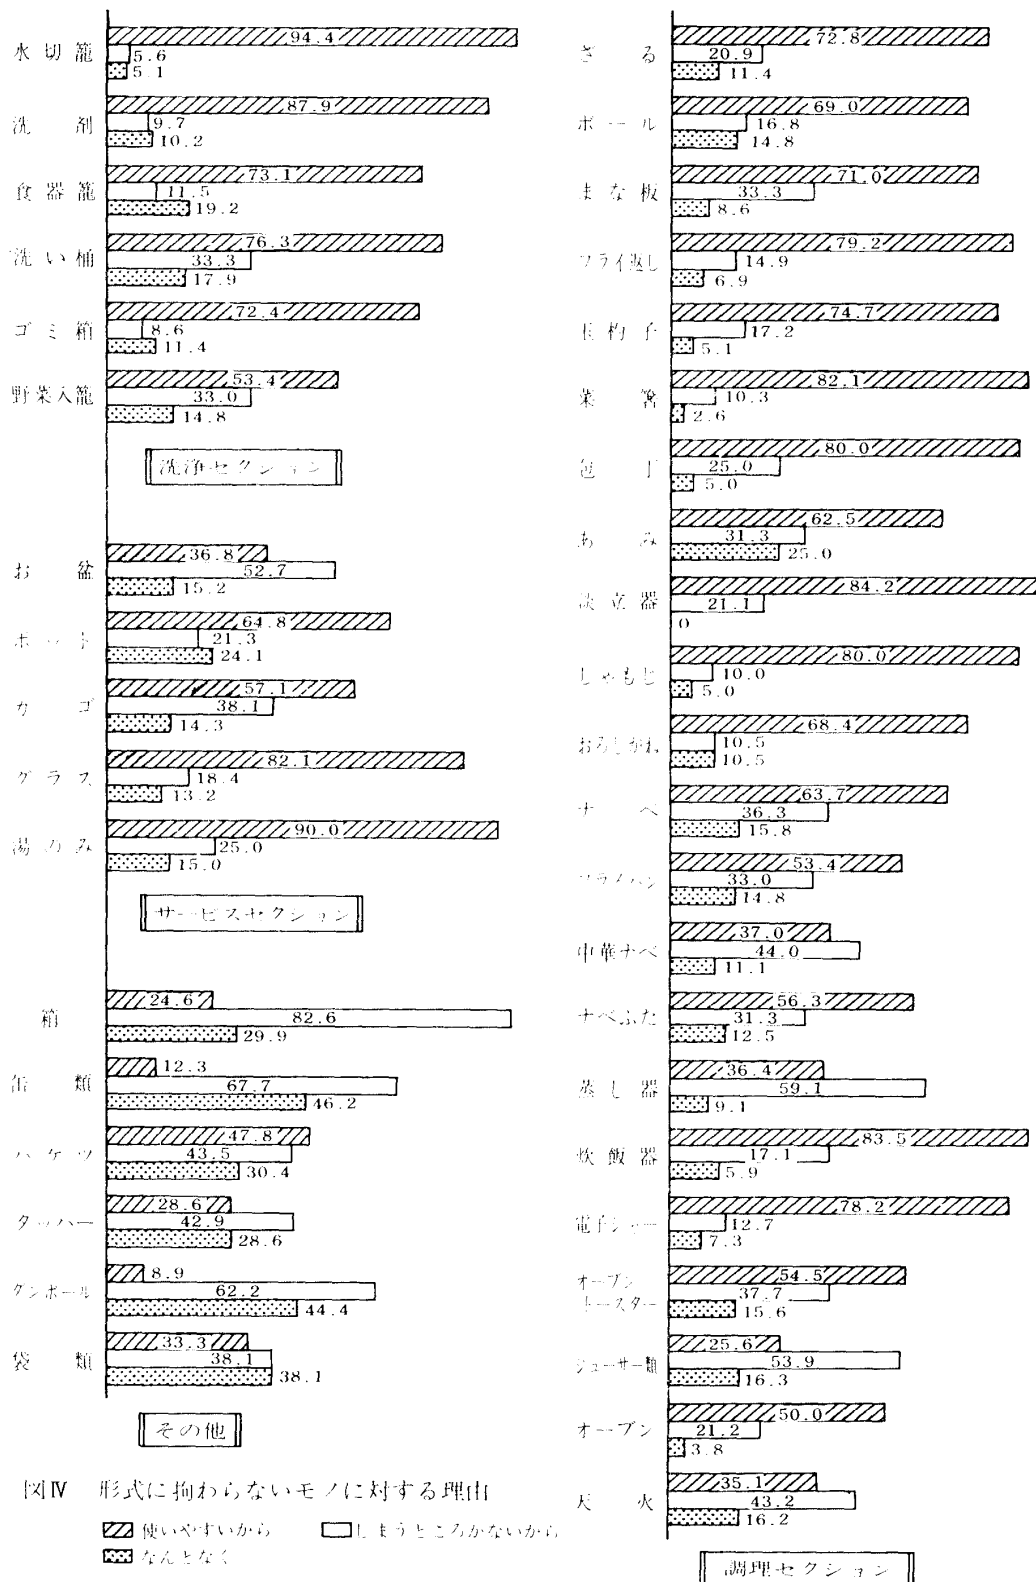 水切籠
94.4
5.6
5.1
洗剤
87.9
9.7
10.2
食器籠
73.1
11.5
19.2
洗い桶
76.3
33.3
17.9
ゴミ箱
72.4
8.6
11.4
野菜入籠
53.4
33.0
14.8
洗浄セクション
お盆
36.8
52.7
15.2
ポット
64.8
21.3
24.1
カゴ
57.1
38.1
14.3
グラス
82.1
18.4
13.2
湯のみ
90.0
25.0
15.0
サービスセクション
箱
24.6
82.6
29.9
缶類
12.3
67.7
46.2
バケツ
47.8
43.5
30.4
タッパー
28.6
42.9
28.6
ダンボール
8.9
62.2
44.4
袋類
33.3
38.1
38.1
その他
ざる
72.8
20.9
11.4
ボール
69.0
16.8
14.8
まな板
71.0
33.3
8.6
フライ返し
79.2
14.9
6.9
玉杓子
74.7
17.2
5.1
菜箸
82.1
10.3
2.6
包丁
80.0
25.0
5.0
あみ
62.5
31.3
25.0
84.2
21.1
0
しゃもじ
80.0
10.0
5.0
おろしがね
68.4
10.5
10.5
ナベ
63.7
36.3
15.8
フライパン
53.4
33.0
14.8
中華ナベ
37.0
44.0
11.1
ナベふた
56.3
31.3
12.5
蒸し器
36.4
59.1
9.1
炊飯器
83.5
17.1
5.9
電子ジャー
78.2
12.7
7.3
オーブン
トースター
54.5
37.7
15.6
ジューサー類
25.6
53.9
16.3
オーブン
50.0
21.2
3.8
天火
35.1
43.2
16.2
調理セクション
図Ⅳ 形式に拘わらないモノに対する理由
使いやすいから しまうところがないから
なんとなく